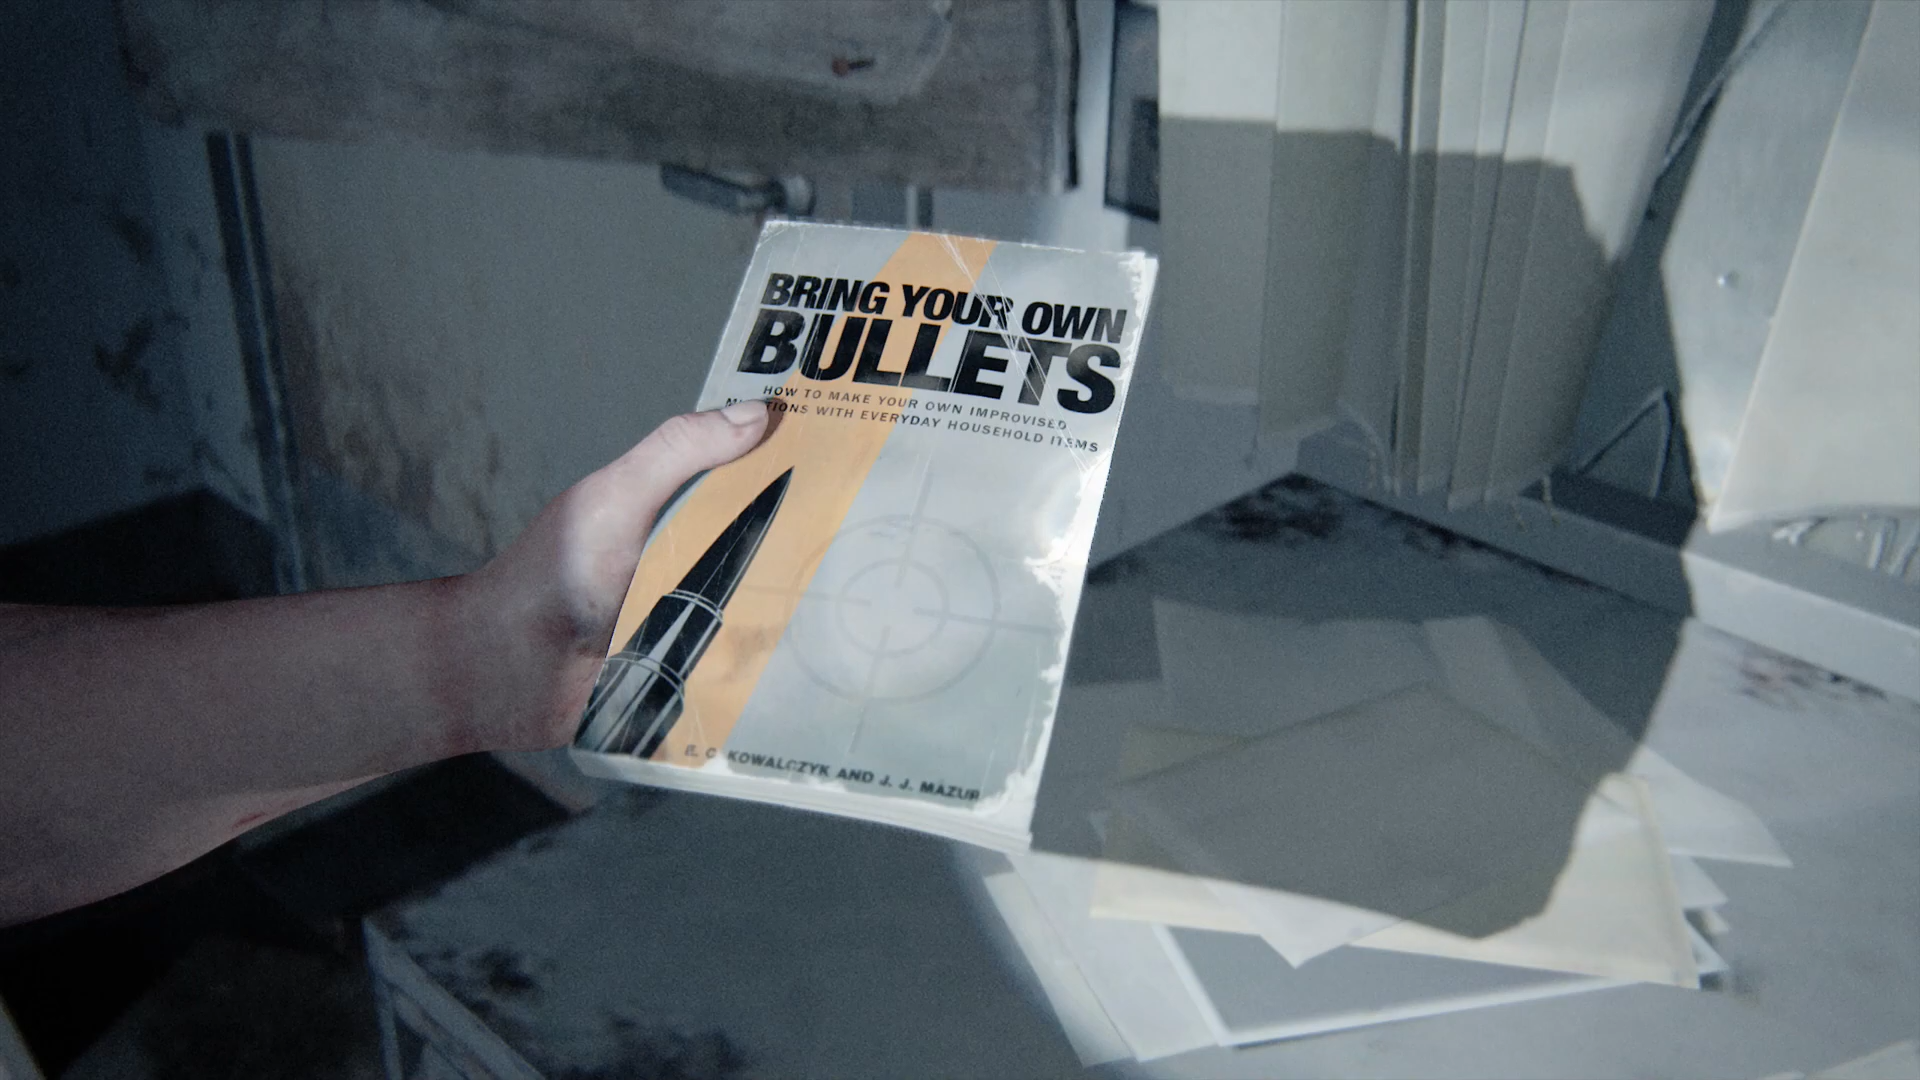 BRING YOUR OWN
BULLETS
HOW TO MAKE YOUR OWN IMPROVISED
WITH EVERYDAY HOUSEHOLD ITEMS
E. C. KOWALCZYK AND J. J. MAZUR